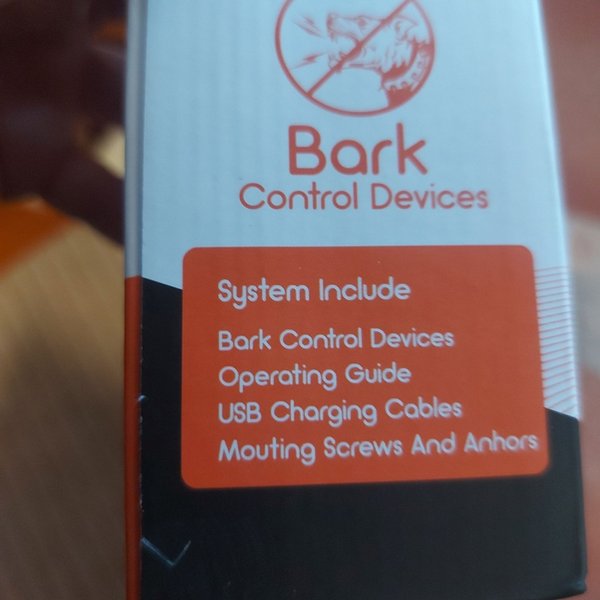 Bark
Control Devices
System Include
Bark Control Devices
Operating Guide
USB Charging Cables
Mouting Screws And Anhors